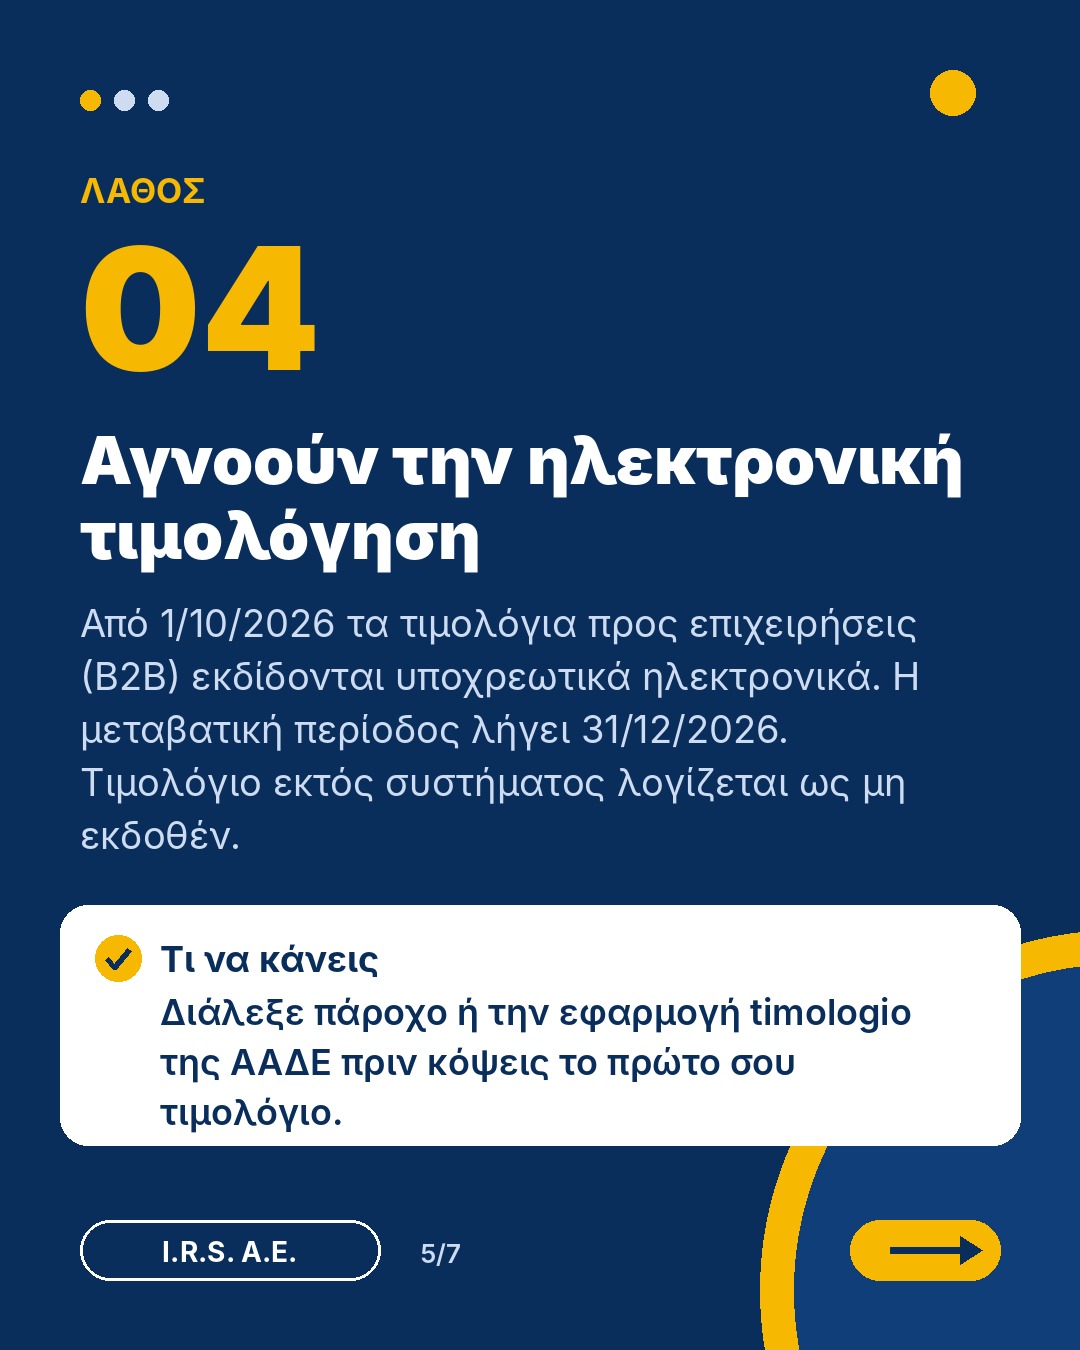 ΛΑΘΟΣ
04
Αγνοούν την ηλεκτρονική
τιμολόγηση
Από 1/10/2026 τα τιμολόγια προς επιχειρήσεις
(B2B) εκδίδονται υποχρεωτικά ηλεκτρονικά. Η
μεταβατική περίοδος λήγει 31/12/2026.
Τιμολόγιο εκτός συστήματος λογίζεται ως μη
εκδοθέν.
Τι να κάνεις
Διάλεξε πάροχο ή την εφαρμογή timologio
της ΑΑΔΕ πριν κόψεις το πρώτο σου
τιμολόγιο.
I.R.S. A.E.
5/7